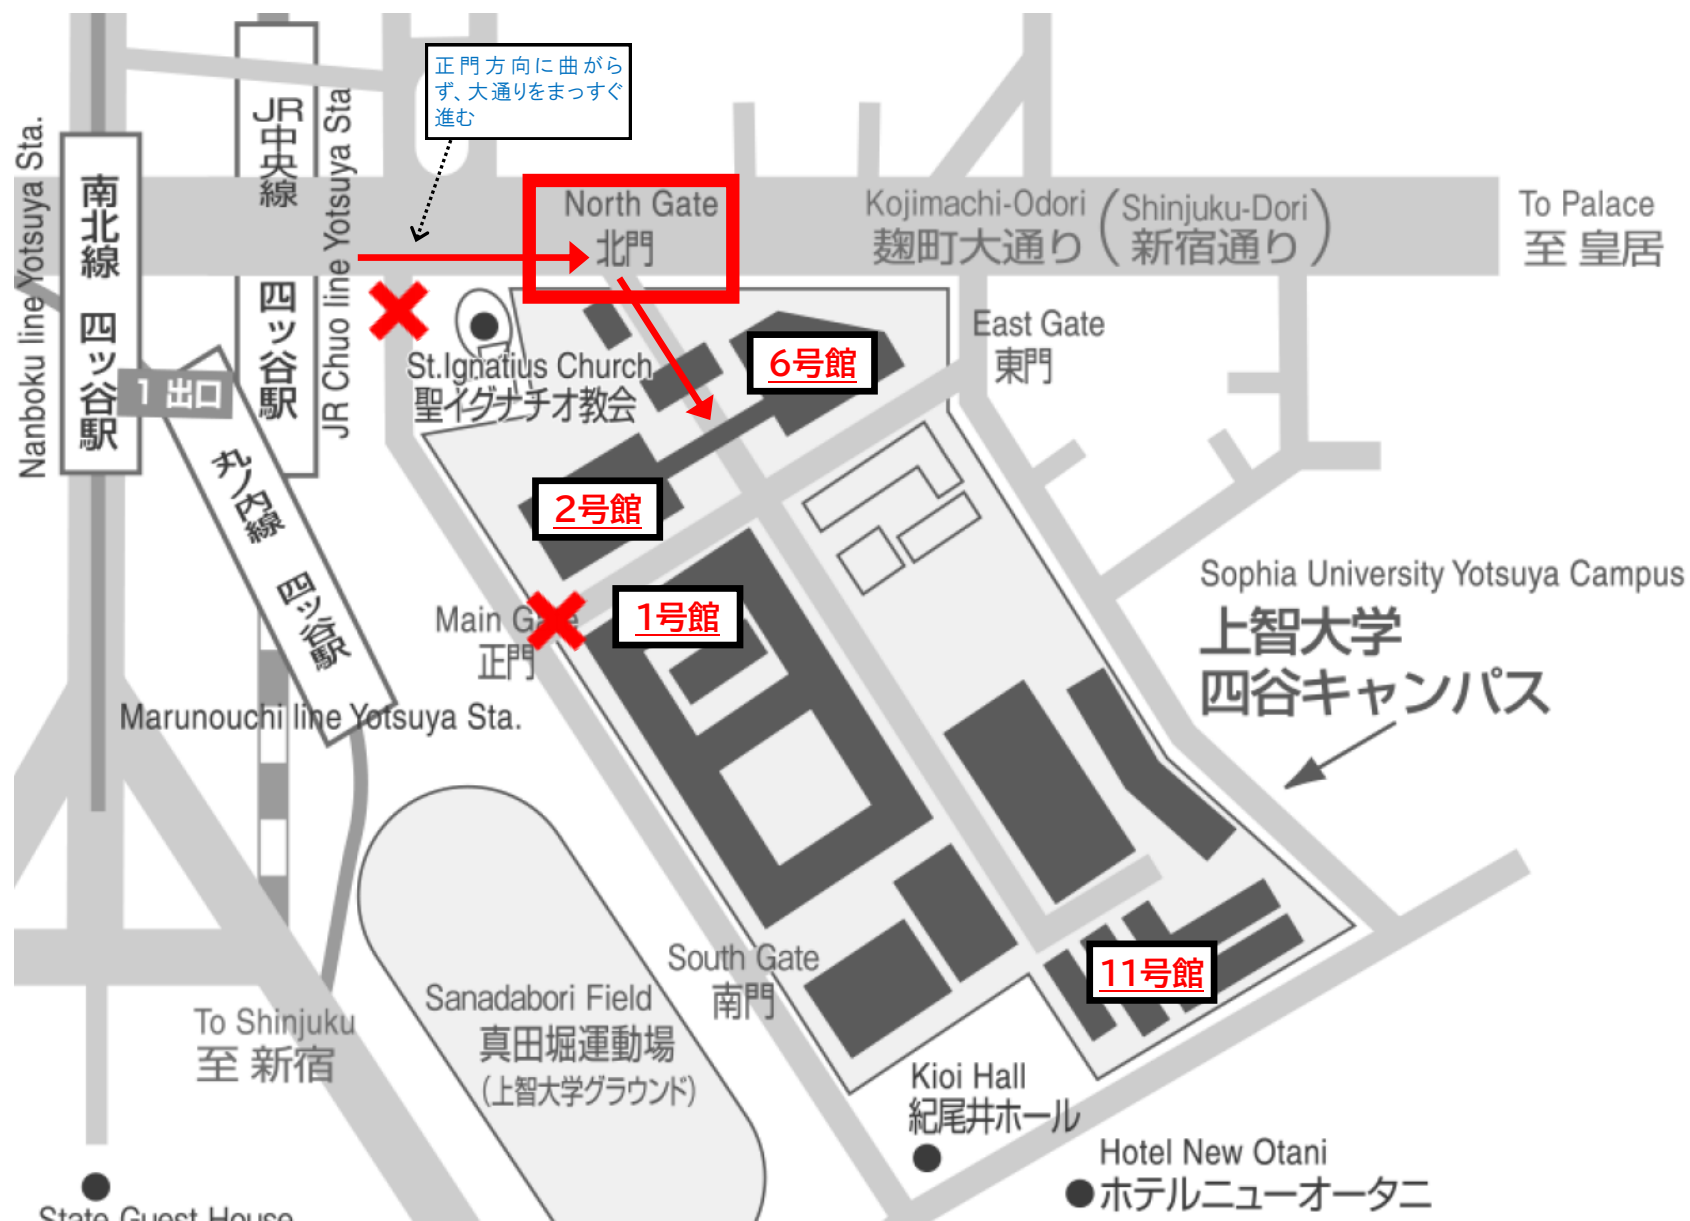 正門方向に曲がら
ず、大通りをまっすぐ
進む
Nanboku line Yotsuya Sta.
南北線 四ツ谷駅
JR中央線 四ツ谷駅
JR Chuo line Yotsuya Sta
North Gate
北門
Kojimachi-Odori (Shinjuku-Dori)
麹町大通り(新宿通り)
To Palace
至 皇居
East Gate
東門
St.Ignatius Church
聖イグナチオ教会
6号館
1出口
丸ノ内線 四ツ谷駅
2号館
1号館
Main Gate
正門
Marunouchi line Yotsuya Sta.
Sophia University Yotsuya Campus
上智大学
四谷キャンパス
South Gate
南門
11号館
Sanadabori Field
真田堀運動場
(上智大学グラウンド)
To Shinjuku
至 新宿
Kioi Hall
紀尾井ホール
Hotel New Otani
ホテルニューオータニ
State Guest House